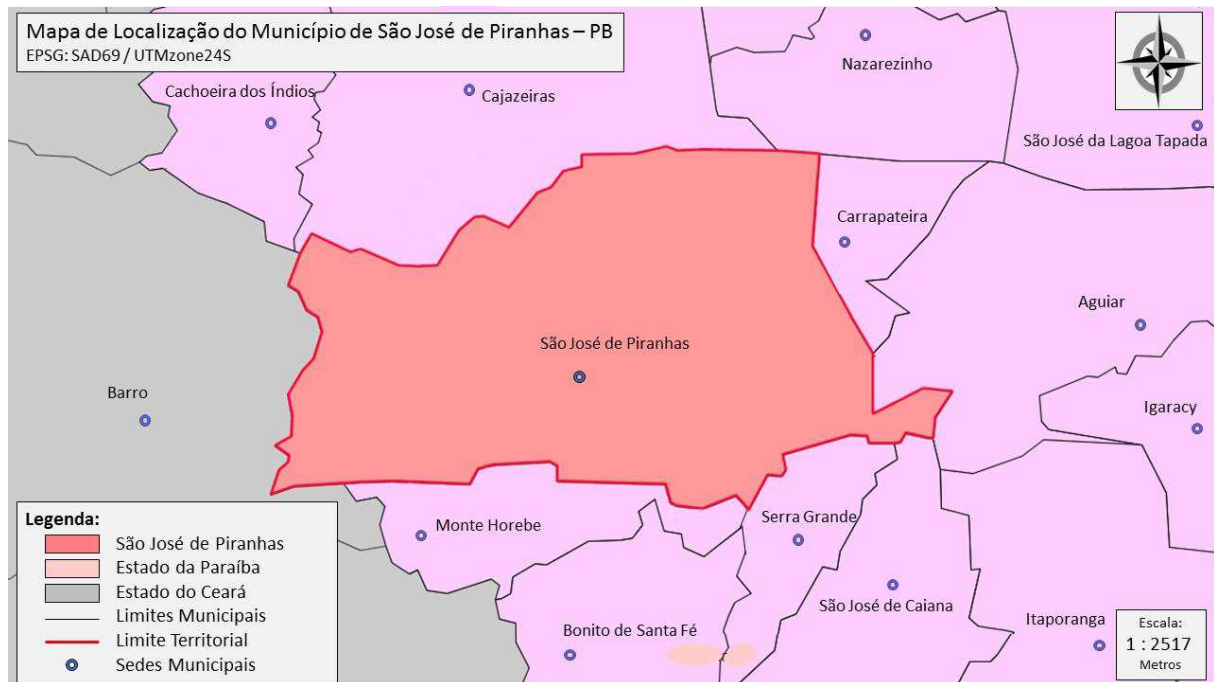 Mapa de Localização do Município de São José de Piranhas – PB
EPSG: SAD69 / UTMzone24S
Nazarezinho
Cachoeira dos Índios
Cajazeiras
São José da Lagoa Tapada
Carrapateira
Aguiar
São José de Piranhas
Barro
Igaracy
Monte Horebe
Serra Grande
São José de Caiana
Itaporanga
Bonito de Santa Fé
Legenda:
São José de Piranhas
Estado da Paraíba
Estado do Ceará
Limites Municipais
Limite Territorial
Sedes Municipais
Escala:
1 : 2517
Metros